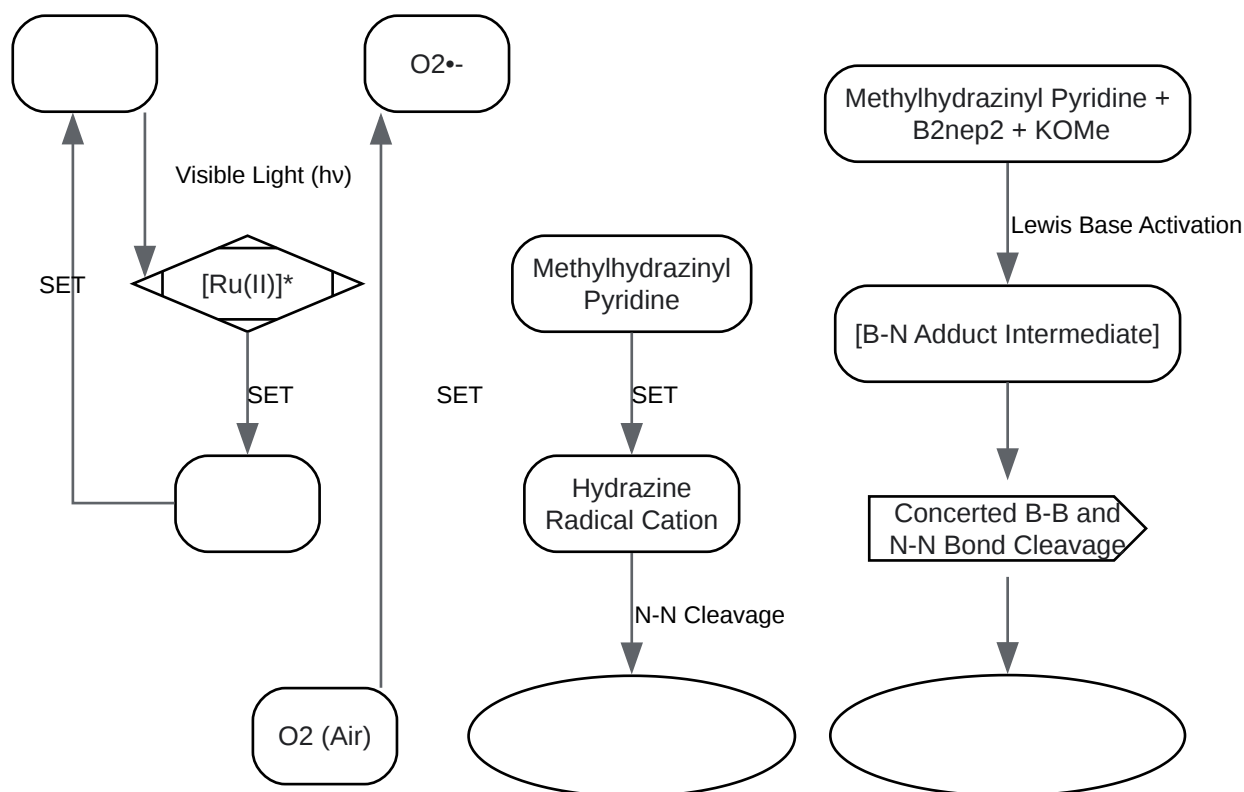 O2•-
Methylhydrazinyl Pyridine +
B2nep2 + KOMe
Visible Light (hν)
Lewis Base Activation
SET
[Ru(II)]*
Methylhydrazinyl
Pyridine
[B-N Adduct Intermediate]
SET
SET
SET
Hydrazine
Radical Cation
Concerted B-B and
N-N Bond Cleavage
N-N Cleavage
O2 (Air)